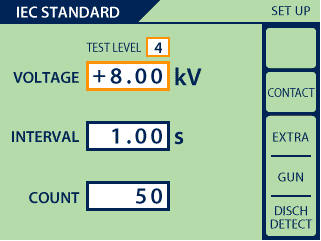 IEC STANDARD
SET UP
TEST LEVEL 4
VOLTAGE +8.00 kV
INTERVAL 1.00 s
COUNT 50
CONTACT
EXTRA
GUN
DISCH
DETECT